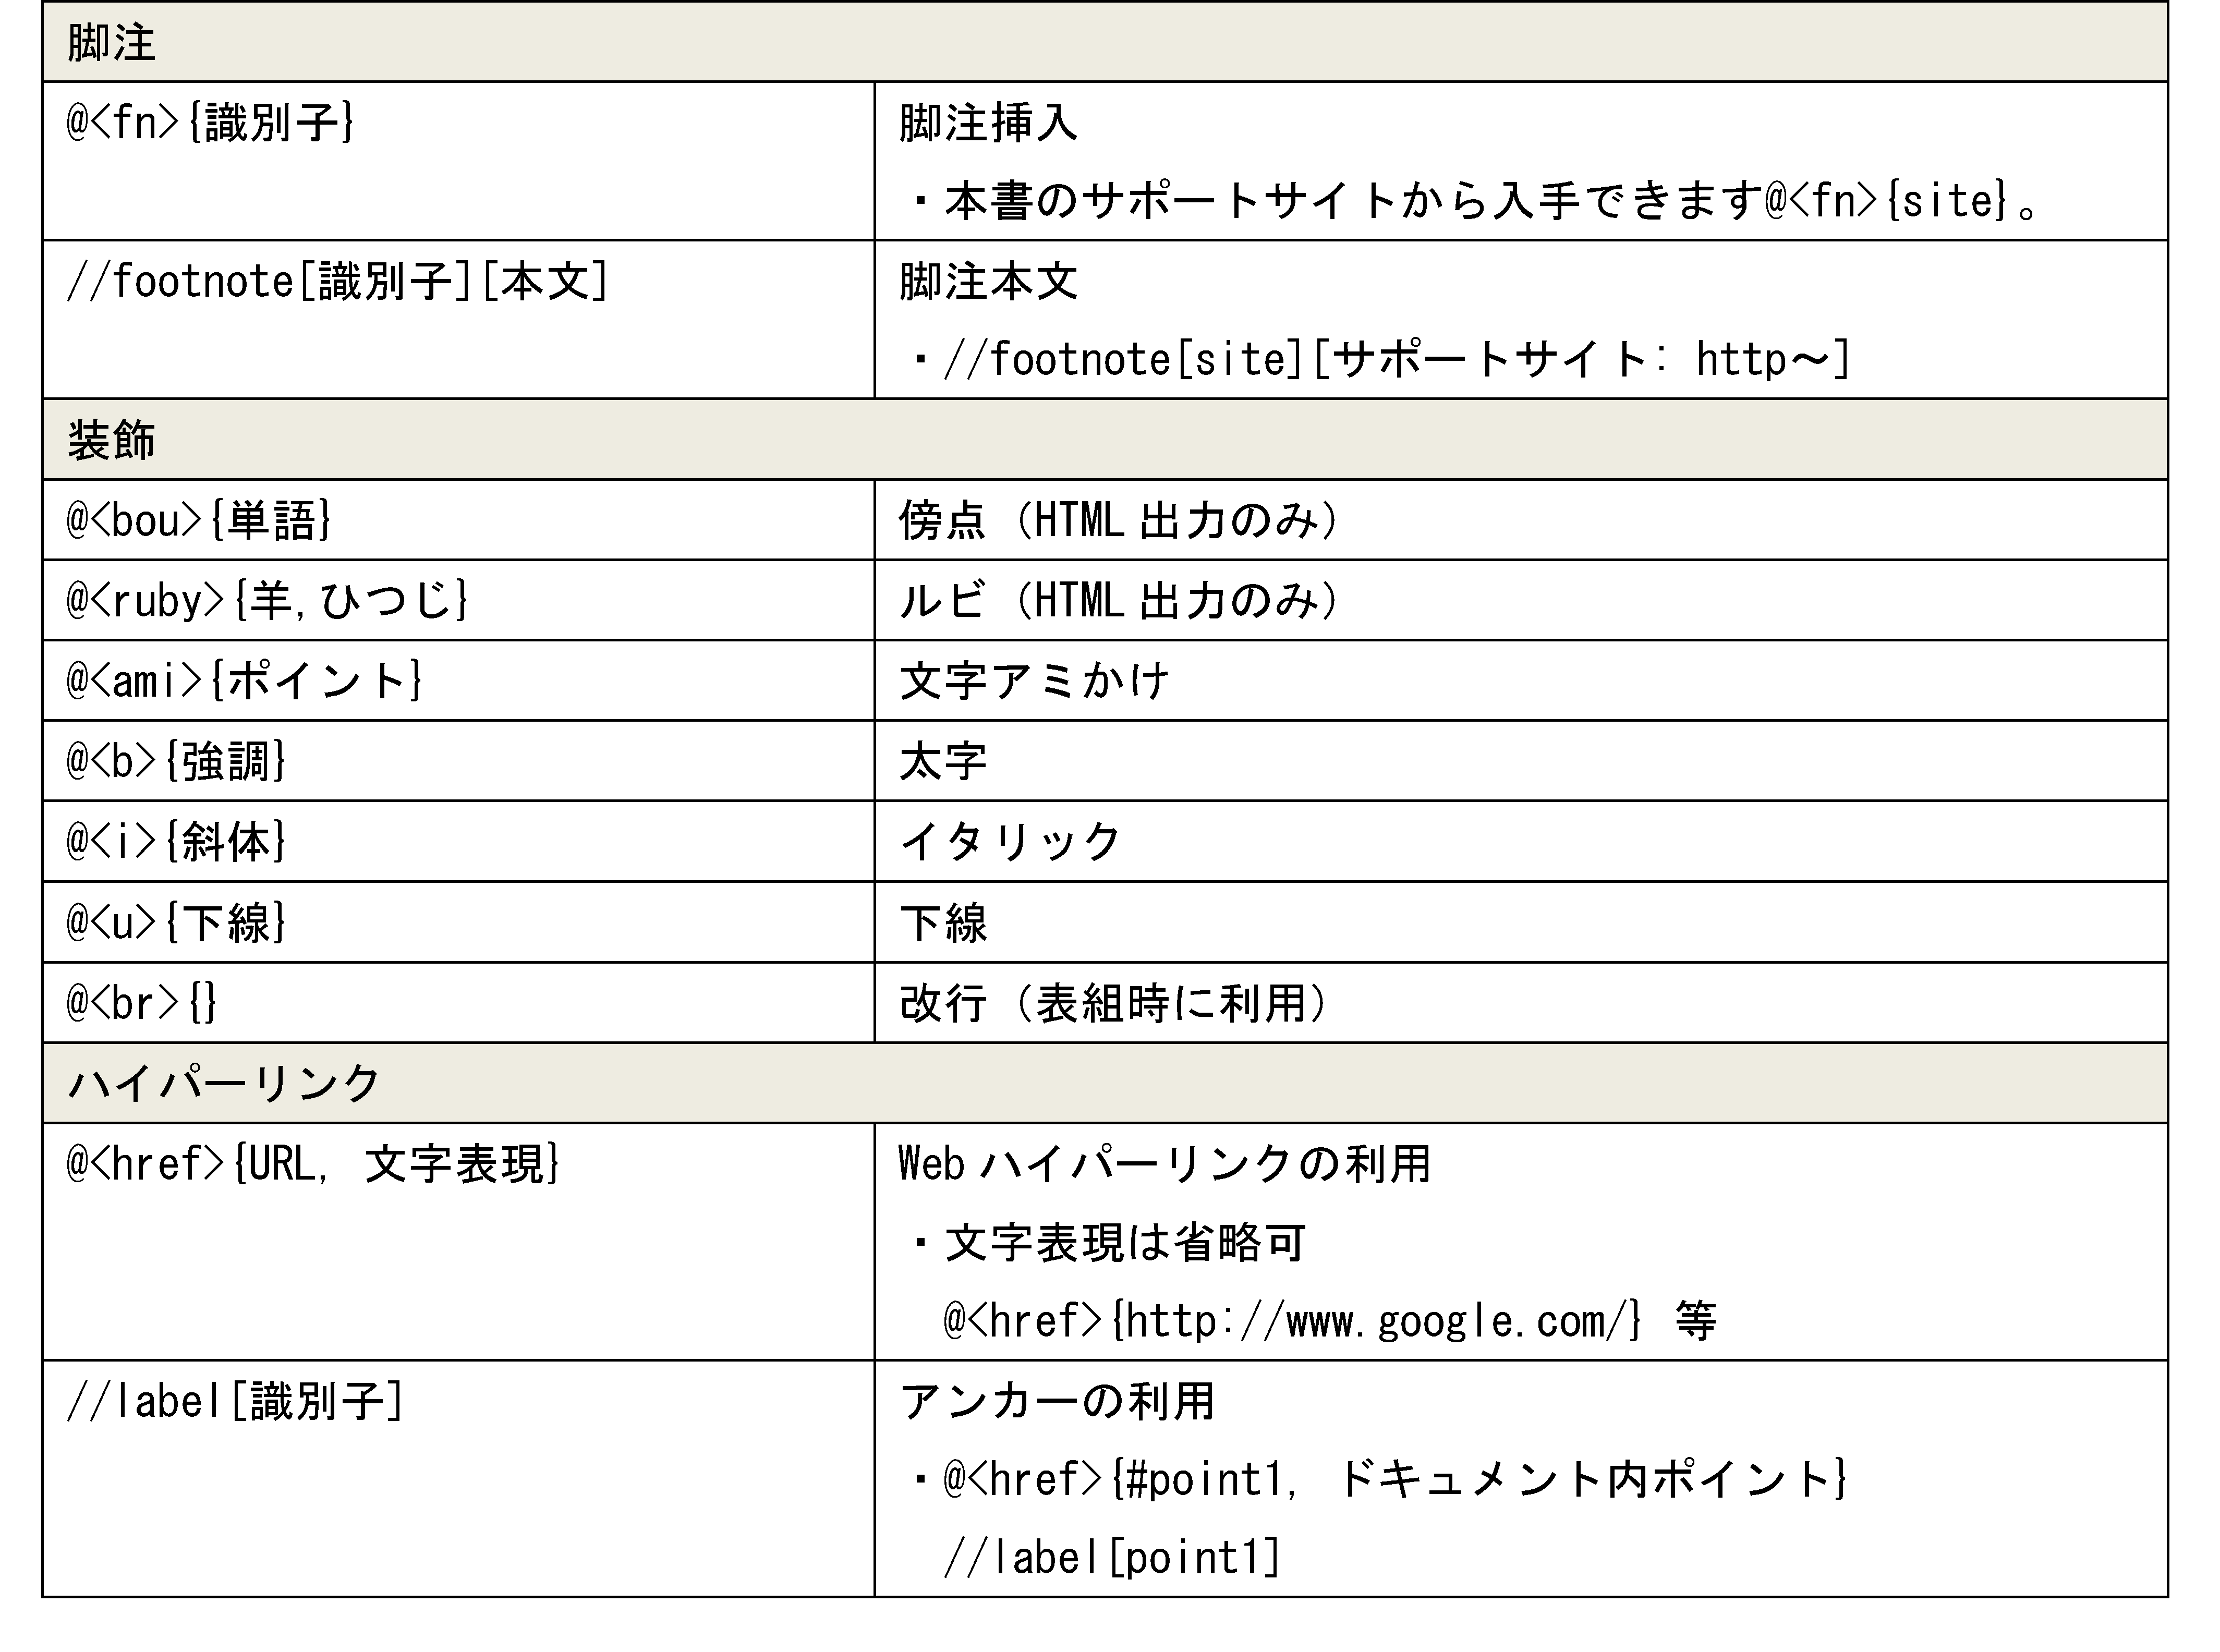 脚注
@<fn>{識別子}
脚注挿入
・本書のサポートサイトから入手できます@<fn>{site}。
//footnote[識別子][本文]
脚注本文
・//footnote[site][サポートサイト: http～]
装飾
@<bou>{単語}
傍点（HTML 出力のみ）
@<ruby>{羊,ひつじ}
ルビ（HTML 出力のみ）
@<ami>{ポイント}
文字アミかけ
@<b>{強調}
太字
@<i>{斜体}
イタリック
@<u>{下線}
下線
@<br>{}
改行（表組時に利用）
ハイパーリンク
@<href>{URL, 文字表現}
Web ハイパーリンクの利用
・文字表現は省略可
@<href>{http://www.google.com/} 等
//label[識別子]
アンカーの利用
・@<href>{#point1, ドキュメント内ポイント}
//label[point1]